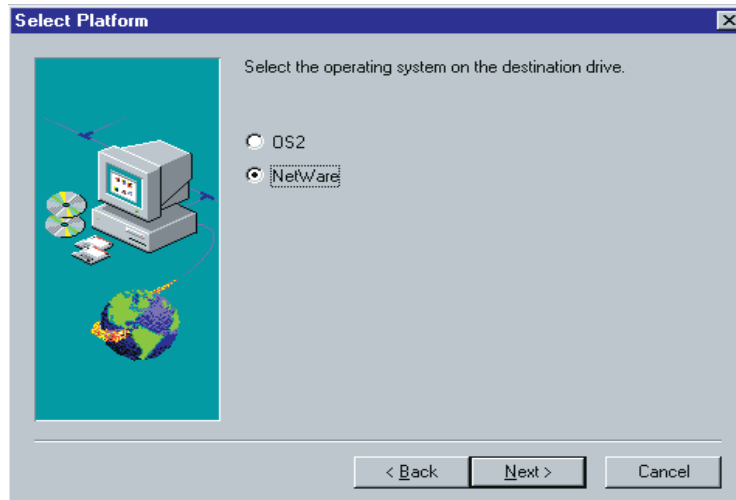 Select Platform
Select the operating system on the destination drive.
OS2
NetWare
< Back
Next >
Cancel